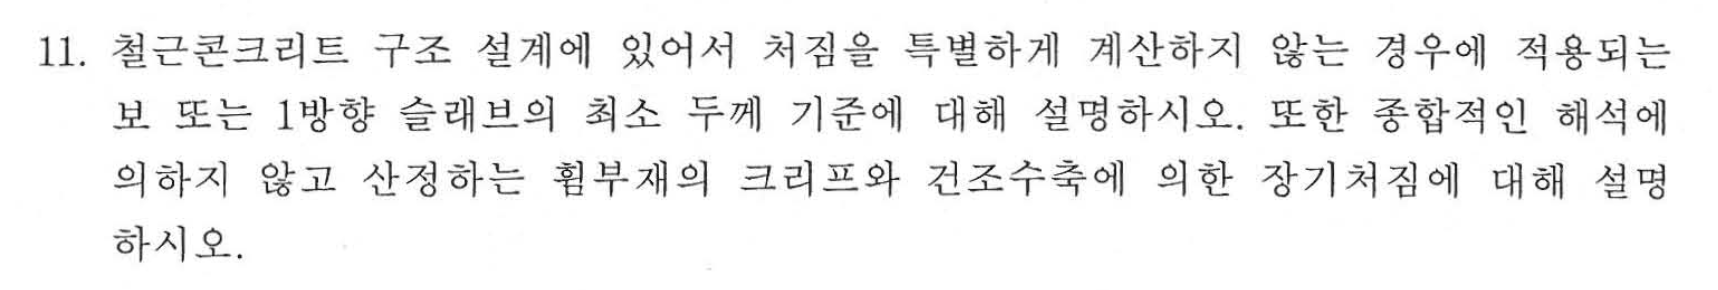 11. 철근콘크리트 구조 설계에 있어서 처짐을 특별하게 계산하지 않는 경우에 적용되는
보 또는 1방향 슬래브의 최소 두께 기준에 대해 설명하시오. 또한 종합적인 해석에
의하지 않고 산정하는 휨부재의 크리프와 건조수축에 의한 장기처짐에 대해 설명
하시오.